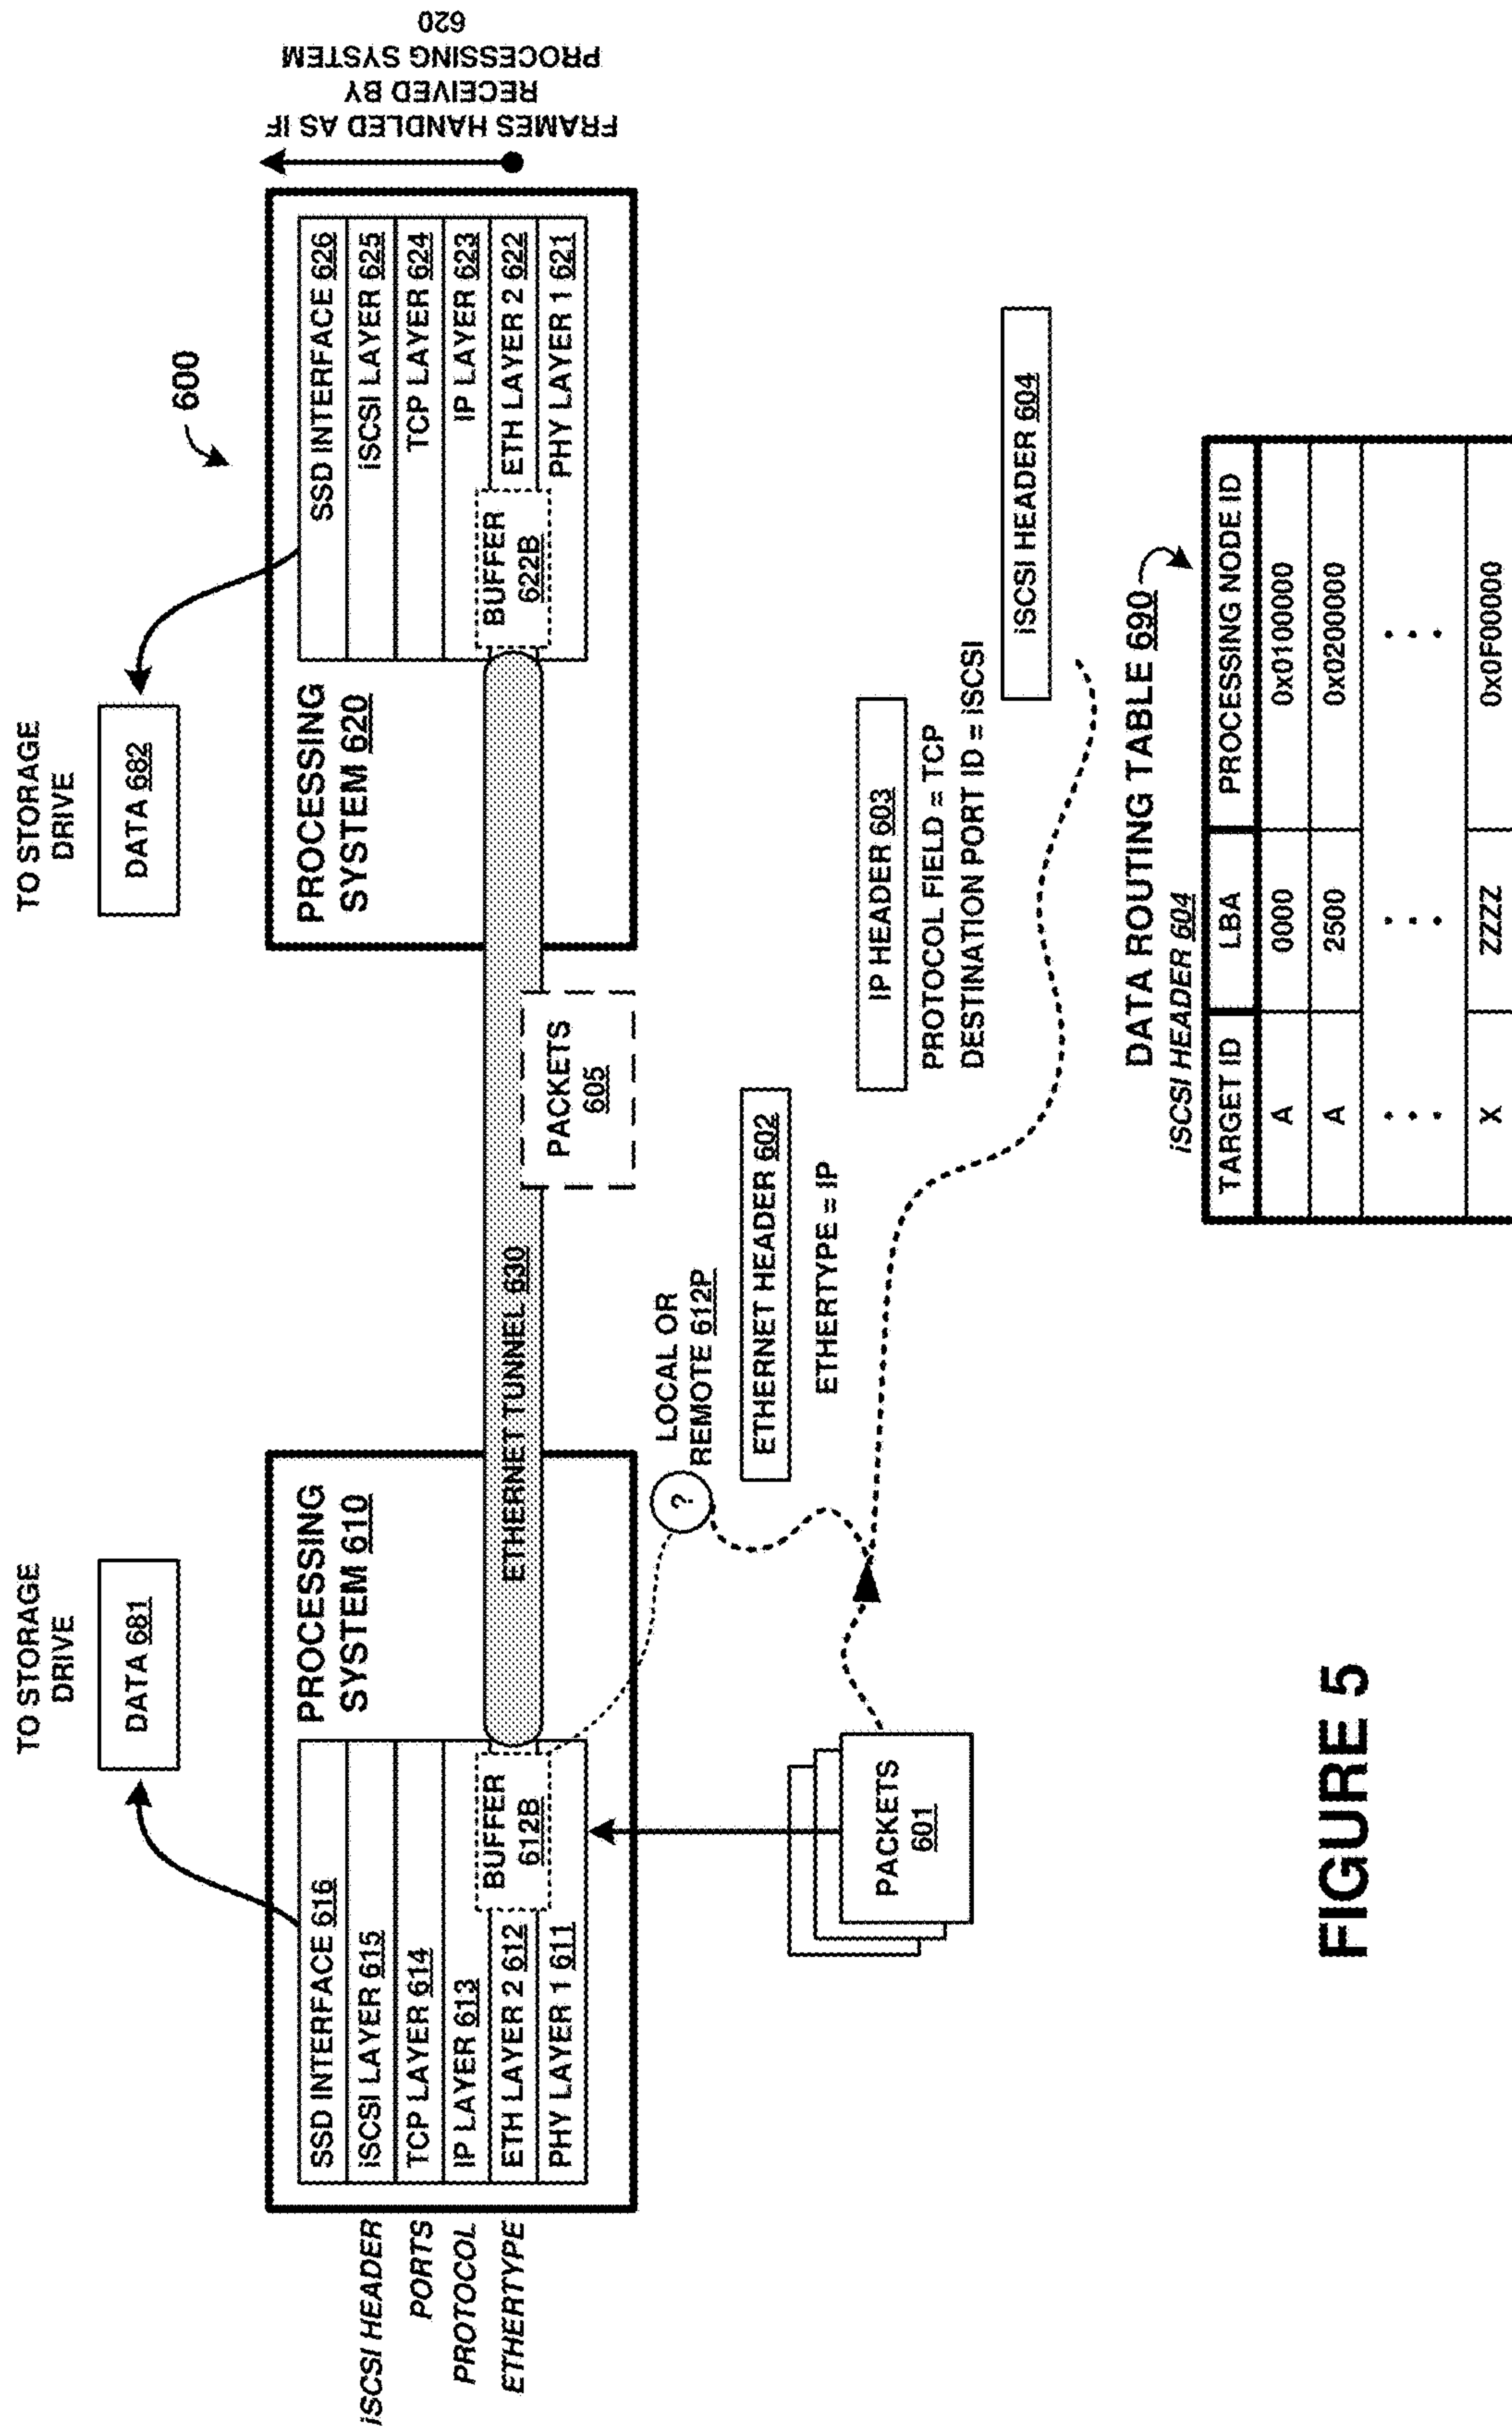 600
TO STORAGE
DRIVE
DATA 681
TO STORAGE
DRIVE
DATA 682
PROCESSING
SYSTEM 610
SSD INTERFACE 616
iSCSI LAYER 615
TCP LAYER 614
IP LAYER 613
ETH LAYER 2 612
PHY LAYER 1 611
BUFFER
612B
iSCSI HEADER
PORTS
PROTOCOL
ETHERTYPE
ETHERNET TUNNEL 630
PACKETS
605
PROCESSING
SYSTEM 620
SSD INTERFACE 626
iSCSI LAYER 625
TCP LAYER 624
IP LAYER 623
ETH LAYER 2 622
PHY LAYER 1 621
BUFFER
622B
FRAMES HANDLED AS IF
RECEIVED BY
PROCESSING SYSTEM
620
LOCAL OR
REMOTE 612P
?
PACKETS
601
ETHERNET HEADER 602
ETHERTYPE = IP
IP HEADER 603
PROTOCOL FIELD = TCP
DESTINATION PORT ID = iSCSI
iSCSI HEADER 604
DATA ROUTING TABLE 690
iSCSI HEADER 604
TARGET ID LBA PROCESSING NODE ID
A 0000 0x0100000
A 2500 0x0200000
• • • • • • • • •
X ZZZZ 0x0F00000
FIGURE 5